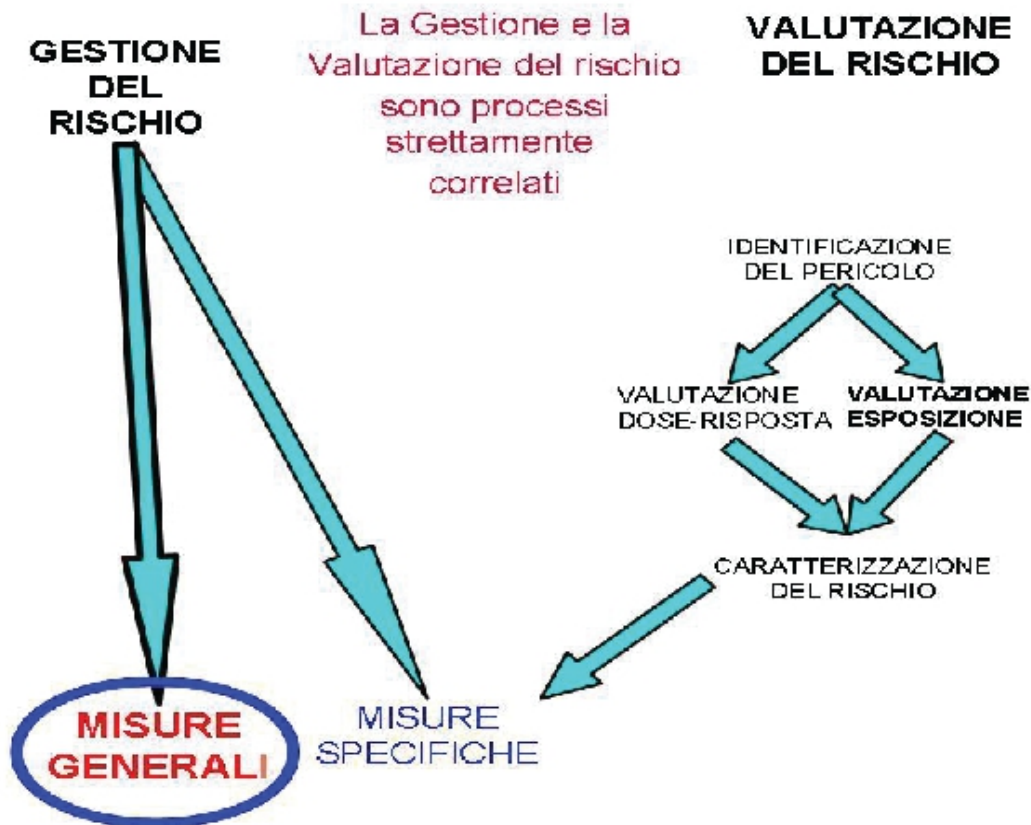 GESTIONE
DEL
RISCHIO
La Gestione e la
Valutazione del rischio
sono processi
strettamente
correlati
VALUTAZIONE
DEL RISCHIO
IDENTIFICAZIONE
DEL PERICOLO
VALUTAZIONE
DOSE-RISPOSTA
VALUTAZIONE
ESPOSIZIONE
CARATTERIZZAZIONE
DEL RISCHIO
MISURE
GENERALI
MISURE
SPECIFICHE